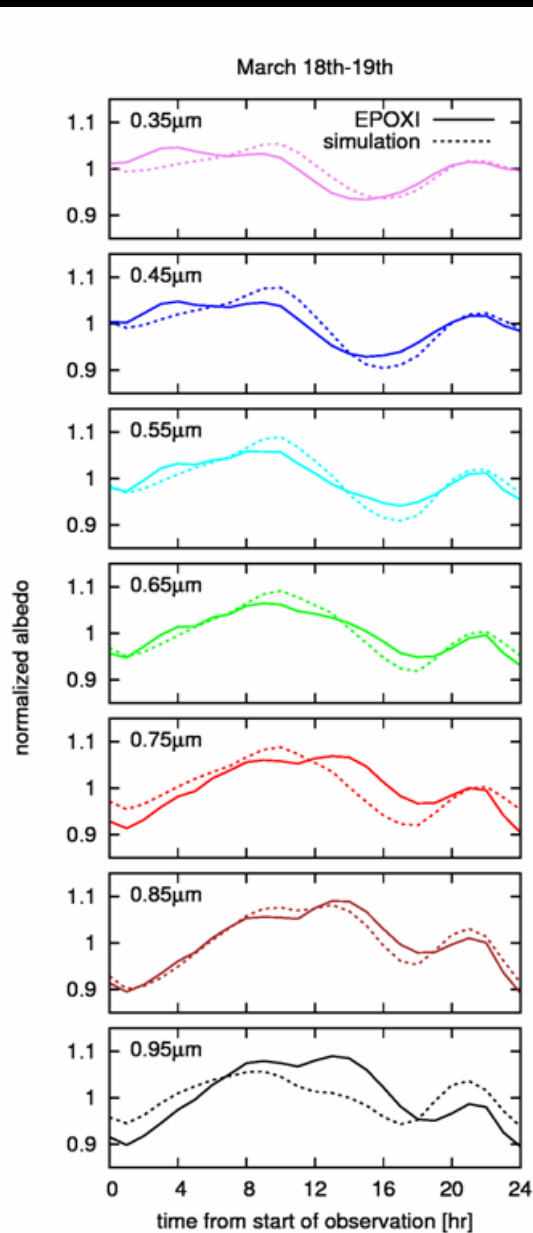 March 18th-19th
1.1
1
0.9
0.35μm
EPOXI
simulation
1.1
1
0.9
0.45μm
1.1
1
0.9
0.55μm
1.1
1
0.9
0.65μm
1.1
1
0.9
0.75μm
1.1
1
0.9
0.85μm
1.1
1
0.9
0.95μm
normalized albedo
0 4 8 12 16 20 24
time from start of observation [hr]